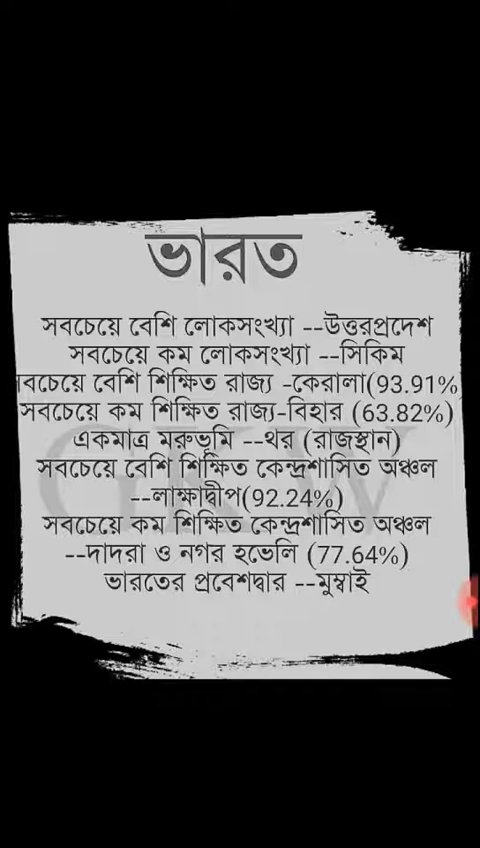 ভারত
সবচেয়ে বেশি লোকসংখ্যা --উত্তরপ্রদেশ
সবচেয়ে কম লোকসংখ্যা --সিকিম
বচেয়ে বেশি শিক্ষিত রাজ্য -কেরালা(93.91%
সবচেয়ে কম শিক্ষিত রাজ্য-বিহার (63.82%)
একমাত্র মরুভূমি --থর (রাজস্থান)
সবচেয়ে বেশি শিক্ষিত কেন্দ্রশাসিত অঞ্চল
--লাক্ষাদ্বীপ(92.24%)
সবচেয়ে কম শিক্ষিত কেন্দ্রশাসিত অঞ্চল
--দাদরা ও নগর হভেলি (77.64%)
ভারতের প্রবেশদ্বার --মুম্বাই
GKW